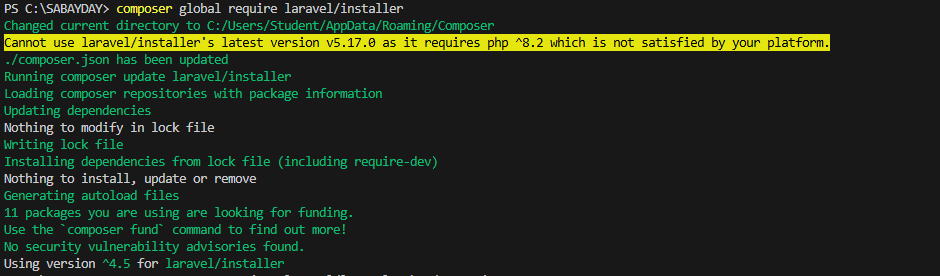 PS C:\SABAYDAY> composer global require laravel/installer
Changed current directory to C:/Users/Student/AppData/Roaming/Composer
Cannot use laravel/installer's latest version v5.17.0 as it requires php ^8.2 which is not satisfied by your platform.
./composer.json has been updated
Running composer update laravel/installer
Loading composer repositories with package information
Updating dependencies
Nothing to modify in lock file
Writing lock file
Installing dependencies from lock file (including require-dev)
Nothing to install, update or remove
Generating autoload files
11 packages you are using are looking for funding.
Use the `composer fund` command to find out more!
No security vulnerability advisories found.
Using version ^4.5 for laravel/installer